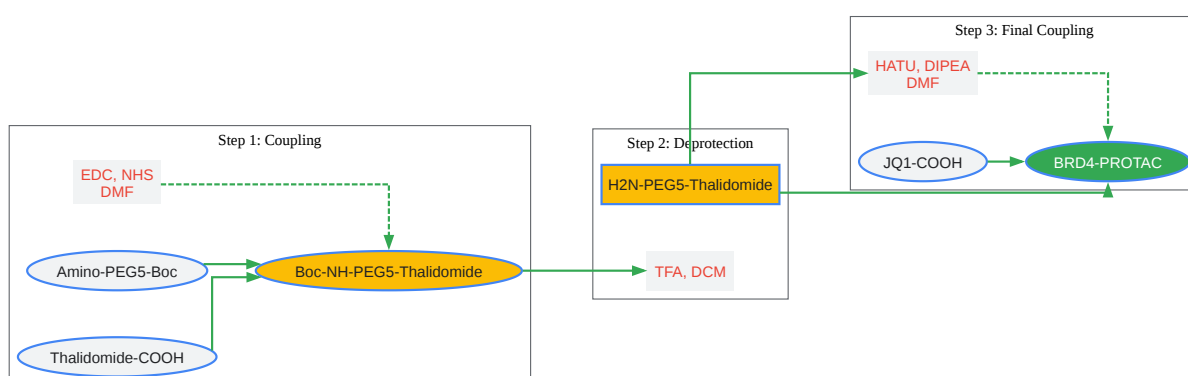 Step 1: Coupling
EDC, NHS
DMF
Amino-PEG5-Boc
Boc-NH-PEG5-Thalidomide
Thalidomide-COOH
Step 2: Deprotection
H2N-PEG5-Thalidomide
TFA, DCM
Step 3: Final Coupling
HATU, DIPEA
DMF
JQ1-COOH
BRD4-PROTAC